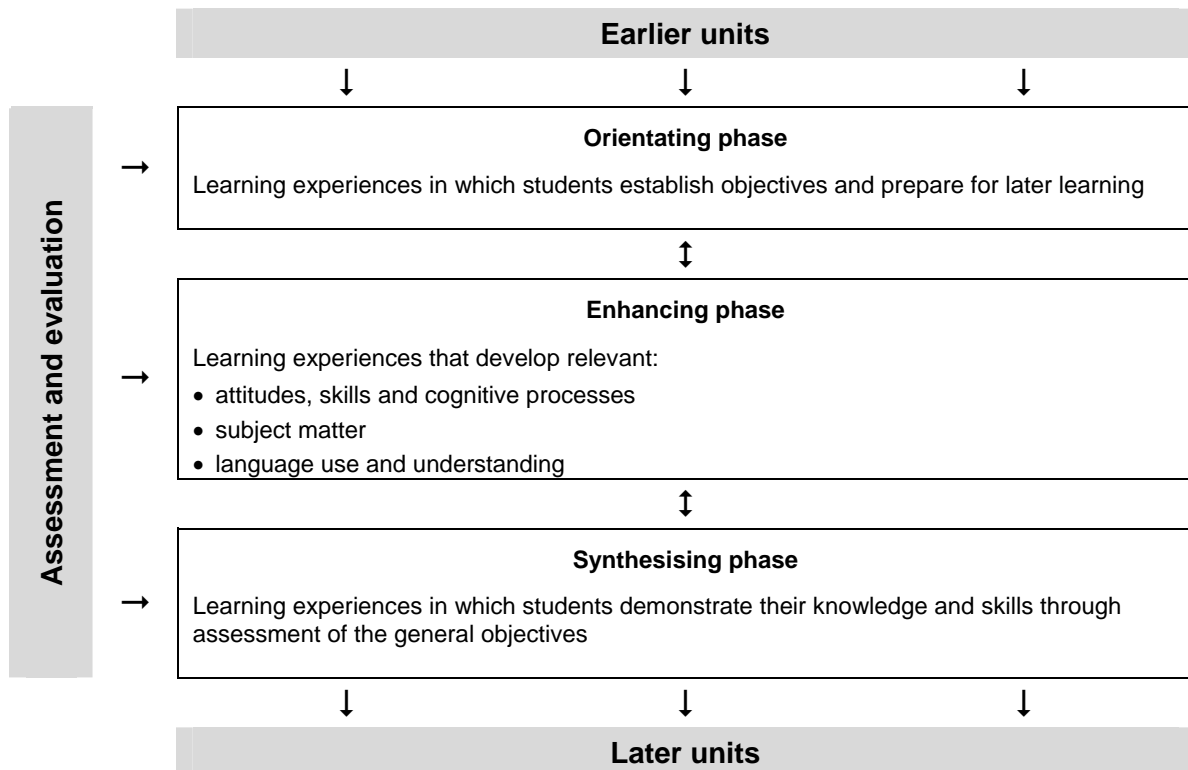 Earlier units
Assessment and evaluation
Orientating phase
Learning experiences in which students establish objectives and prepare for later learning
Enhancing phase
Learning experiences that develop relevant:
• attitudes, skills and cognitive processes
• subject matter
• language use and understanding
Synthesising phase
Learning experiences in which students demonstrate their knowledge and skills through
assessment of the general objectives
Later units